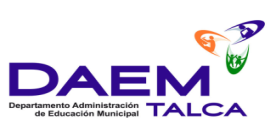 DAEM
Departamento Administración
de Educación Municipal
TALCA